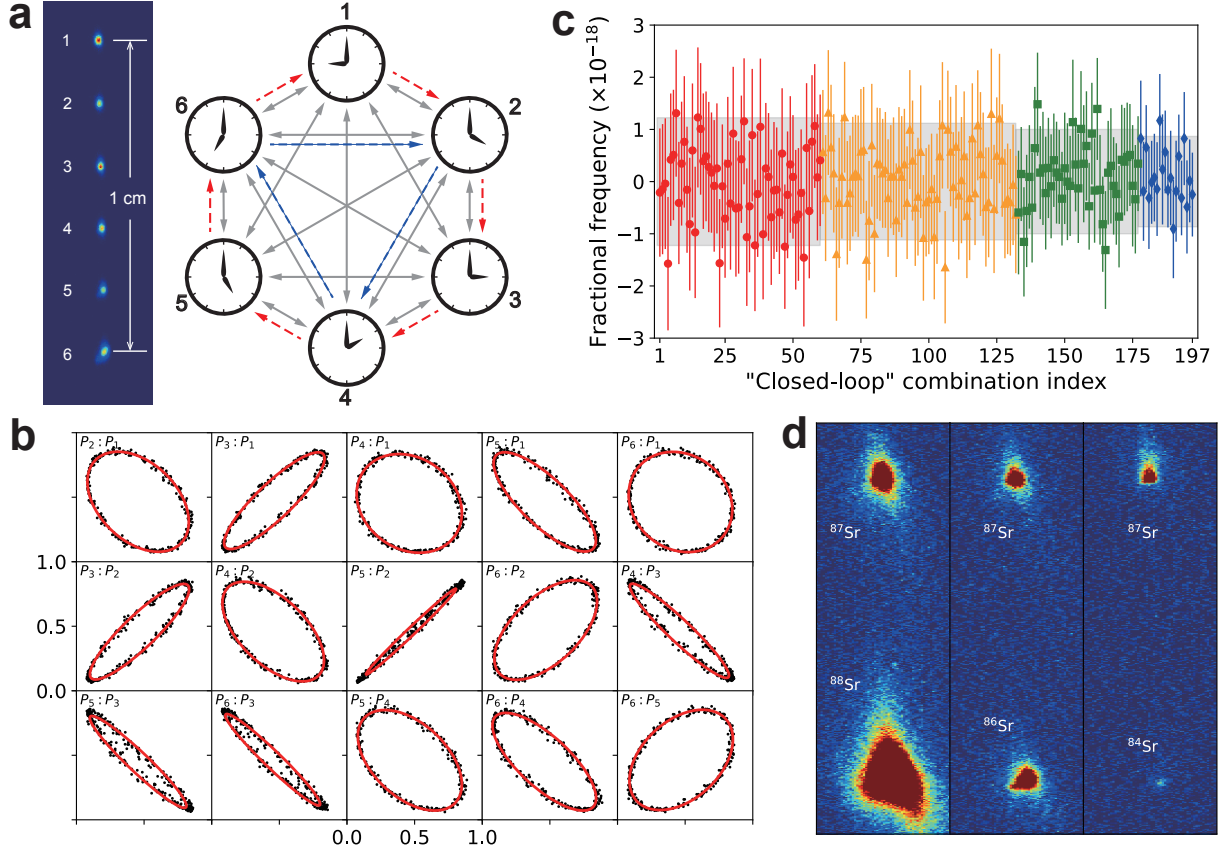 a
1
2
3
4
5
6
1 cm
1
2
3
4
5
6
b
P2 : P1
P3 : P1
P4 : P1
P5 : P1
P6 : P1
P3 : P2
P4 : P2
P5 : P2
P6 : P2
P4 : P3
P5 : P3
P6 : P3
P5 : P4
P6 : P4
P6 : P5
1.0
0.5
0.0
0.0 0.5 1.0
c
Fractional frequency (×10⁻¹⁸)
3
2
1
0
−1
−2
−3
1 25 50 75 100 125 150 175 197
"Closed-loop" combination index
d
⁸⁷Sr
⁸⁷Sr
⁸⁷Sr
⁸⁸Sr
⁸⁶Sr
⁸⁴Sr